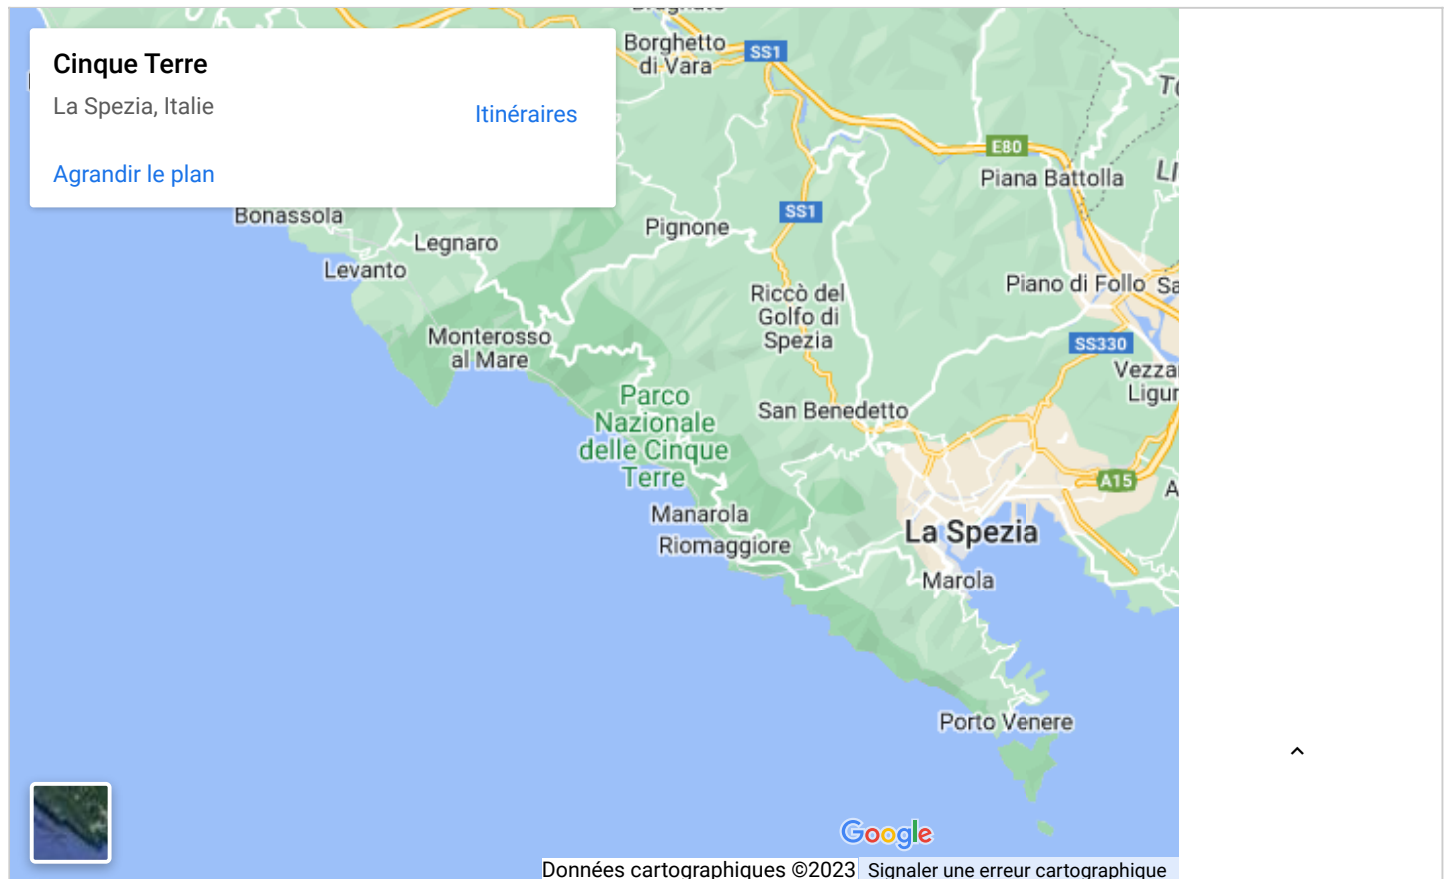 Borghetto
di Vara
SS1
Cinque Terre
La Spezia, Italie
Itinéraires
Agrandir le plan
E80
Piana Battolla
SS1
Bonassola
Pignone
Legnaro
Levanto
Piano di Follo
Riccò del
Golfo di
Spezia
Monterosso
al Mare
SS330
Parco
Nazionale
delle Cinque
Terre
San Benedetto
A15
Manarola
La Spezia
Riomaggiore
Marola
Porto Venere
Google
Données cartographiques ©2023
Signaler une erreur cartographique